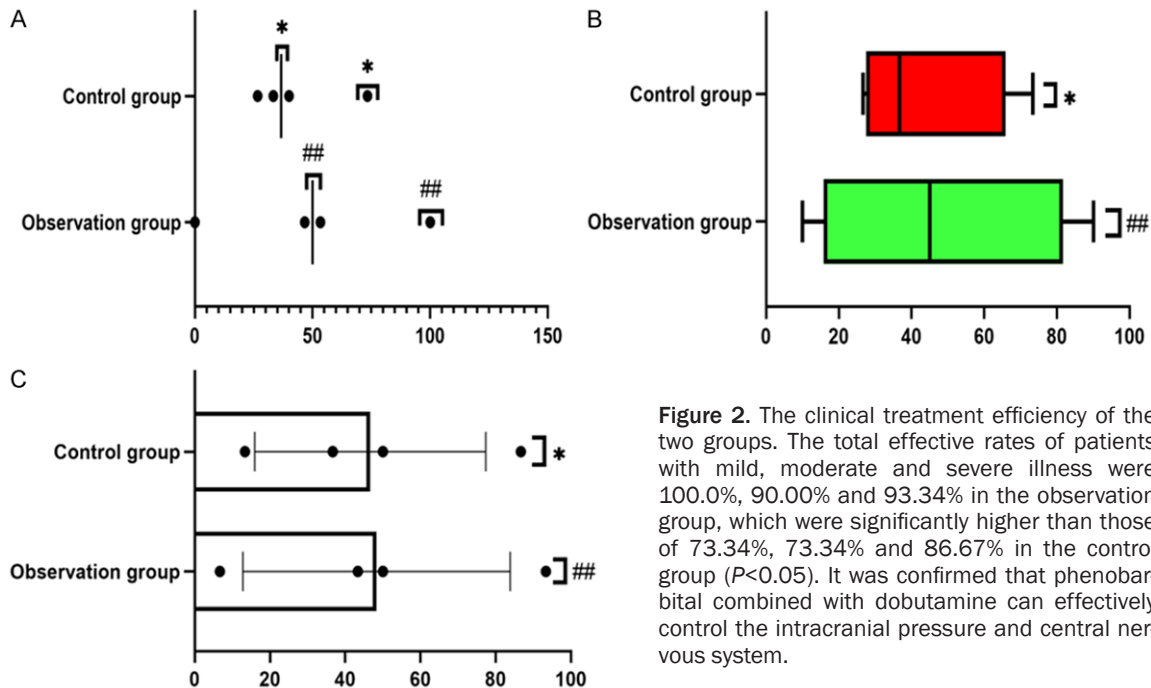 A
*
*
Control group
##
##
Observation group
0 50 100 150
B
Control group
*
Observation group
##
0 20 40 60 80 100
C
Control group
*
Observation group
##
0 20 40 60 80 100
Figure 2. The clinical treatment efficiency of the
two groups. The total effective rates of patients
with mild, moderate and severe illness were
100.0%, 90.00% and 93.34% in the observation
group, which were significantly higher than those
of 73.34%, 73.34% and 86.67% in the control
group (P<0.05). It was confirmed that phenobar-
bital combined with dobutamine can effectively
control the intracranial pressure and central ner-
vous system.